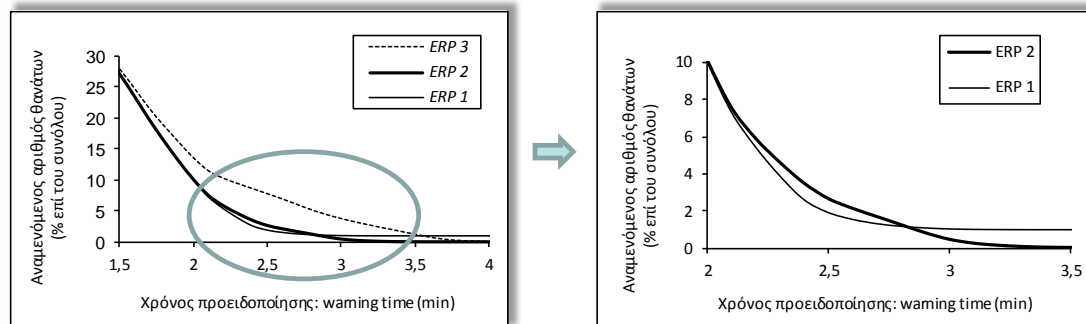 Αναμενόμενος αριθμός θανάτων
(% επί του συνόλου)
30
25
20
15
10
5
0
1,5
2
2,5
3
3,5
4
ERP 3
ERP 2
ERP 1
Χρόνος προειδοποίησης: warning time (min)
Αναμενόμενος αριθμός θανάτων
(% επί του συνόλου)
10
8
6
4
2
0
2
2,5
3
3,5
ERP 2
ERP 1
Χρόνος προειδοποίησης: warning time (min)